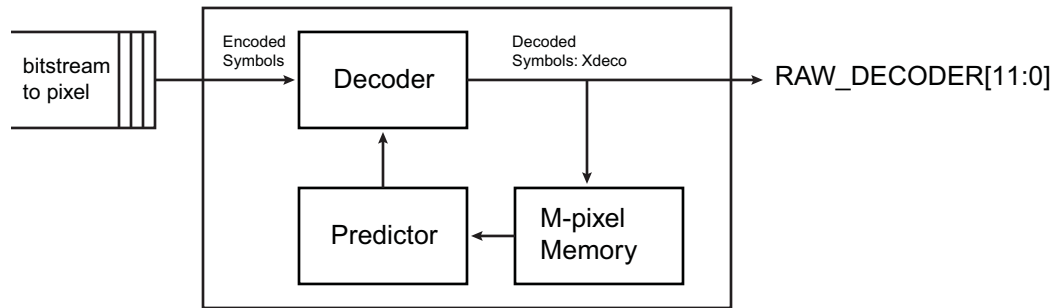 bitstream
to pixel
Encoded
Symbols
Decoder
Decoded
Symbols: Xdeco
RAW_DECODER[11:0]
Predictor
M-pixel
Memory